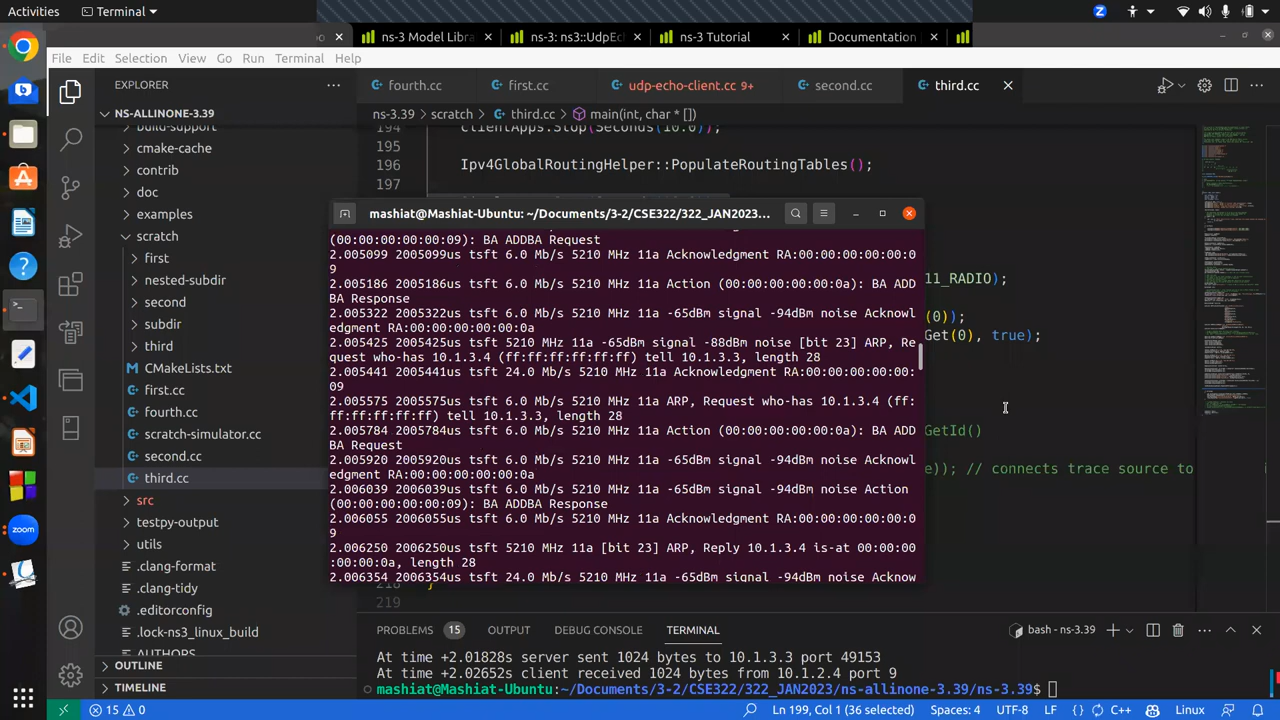 Activities
Terminal
ns-3 Model Libra
ns-3: ns3::UdpEc
ns-3 Tutorial
Documentation
File Edit Selection View Go Run Terminal Help
EXPLORER
fourth.cc
first.cc
udp-echo-client.cc 9+
second.cc
third.cc
NS-ALLINONE-3.39
ns-3.39 > scratch > third.cc > main(int, char * [])
build-support
cmake-cache
contrib
doc
examples
scratch
first
nested-subdir
second
subdir
third
CMakeLists.txt
first.cc
fourth.cc
scratch-simulator.cc
second.cc
third.cc
src
testpy-output
utils
.clang-format
.clang-tidy
.editorconfig
.lock-ns3_linux_build
AUTHORS
OUTLINE
TIMELINE
194 clientApps.Stop(Seconds(10.0));
195
196 Ipv4GlobalRoutingHelper::PopulateRoutingTables();
197
11_RADIO);
(0));
Get(0), true);
GetId()
e)); // connects trace source to
219
mashiat@Mashiat-Ubuntu: ~/Documents/3-2/CSE322/322_JAN2023...
(00:00:00:00:00:09): BA ADDBA Request
2.005099 2005099us tsft 6.0 Mb/s 5210 MHz 11a Acknowledgment RA:00:00:00:00:00:0
9
2.005186 2005186us tsft 6.0 Mb/s 5210 MHz 11a Action (00:00:00:00:00:0a): BA ADD
BA Response
2.005322 2005322us tsft 6.0 Mb/s 5210 MHz 11a -65dBm signal -94dBm noise Acknowl
edgment RA:00:00:00:00:00:0a
2.005425 2005425us tsft 5210 MHz 11a -65dBm signal -88dBm noise [bit 23] ARP, Re
quest who-has 10.1.3.4 (ff:ff:ff:ff:ff:ff) tell 10.1.3.3, length 28
2.005441 2005441us tsft 24.0 Mb/s 5210 MHz 11a Acknowledgment RA:00:00:00:00:00:
09
2.005575 2005575us tsft 6.0 Mb/s 5210 MHz 11a ARP, Request who-has 10.1.3.4 (ff:
ff:ff:ff:ff:ff) tell 10.1.3.3, length 28
2.005784 2005784us tsft 6.0 Mb/s 5210 MHz 11a Action (00:00:00:00:00:0a): BA ADD
BA Request
2.005920 2005920us tsft 6.0 Mb/s 5210 MHz 11a -65dBm signal -94dBm noise Acknowl
edgment RA:00:00:00:00:00:0a
2.006039 2006039us tsft 6.0 Mb/s 5210 MHz 11a -65dBm signal -94dBm noise Action
(00:00:00:00:00:09): BA ADDBA Response
2.006055 2006055us tsft 6.0 Mb/s 5210 MHz 11a Acknowledgment RA:00:00:00:00:00:0
9
2.006250 2006250us tsft 5210 MHz 11a [bit 23] ARP, Reply 10.1.3.4 is-at 00:00:00
:00:00:0a, length 28
2.006354 2006354us tsft 24.0 Mb/s 5210 MHz 11a -65dBm signal -94dBm noise Acknow
PROBLEMS 15 OUTPUT DEBUG CONSOLE TERMINAL
bash - ns-3.39
At time +2.01828s server sent 1024 bytes to 10.1.3.3 port 49153
At time +2.02652s client received 1024 bytes from 10.1.2.4 port 9
mashiat@Mashiat-Ubuntu:~/Documents/3-2/CSE322/322_JAN2023/ns-allinone-3.39/ns-3.39$
15 0
Ln 199, Col 1 (36 selected) Spaces: 4 UTF-8 LF {} C++ Linux